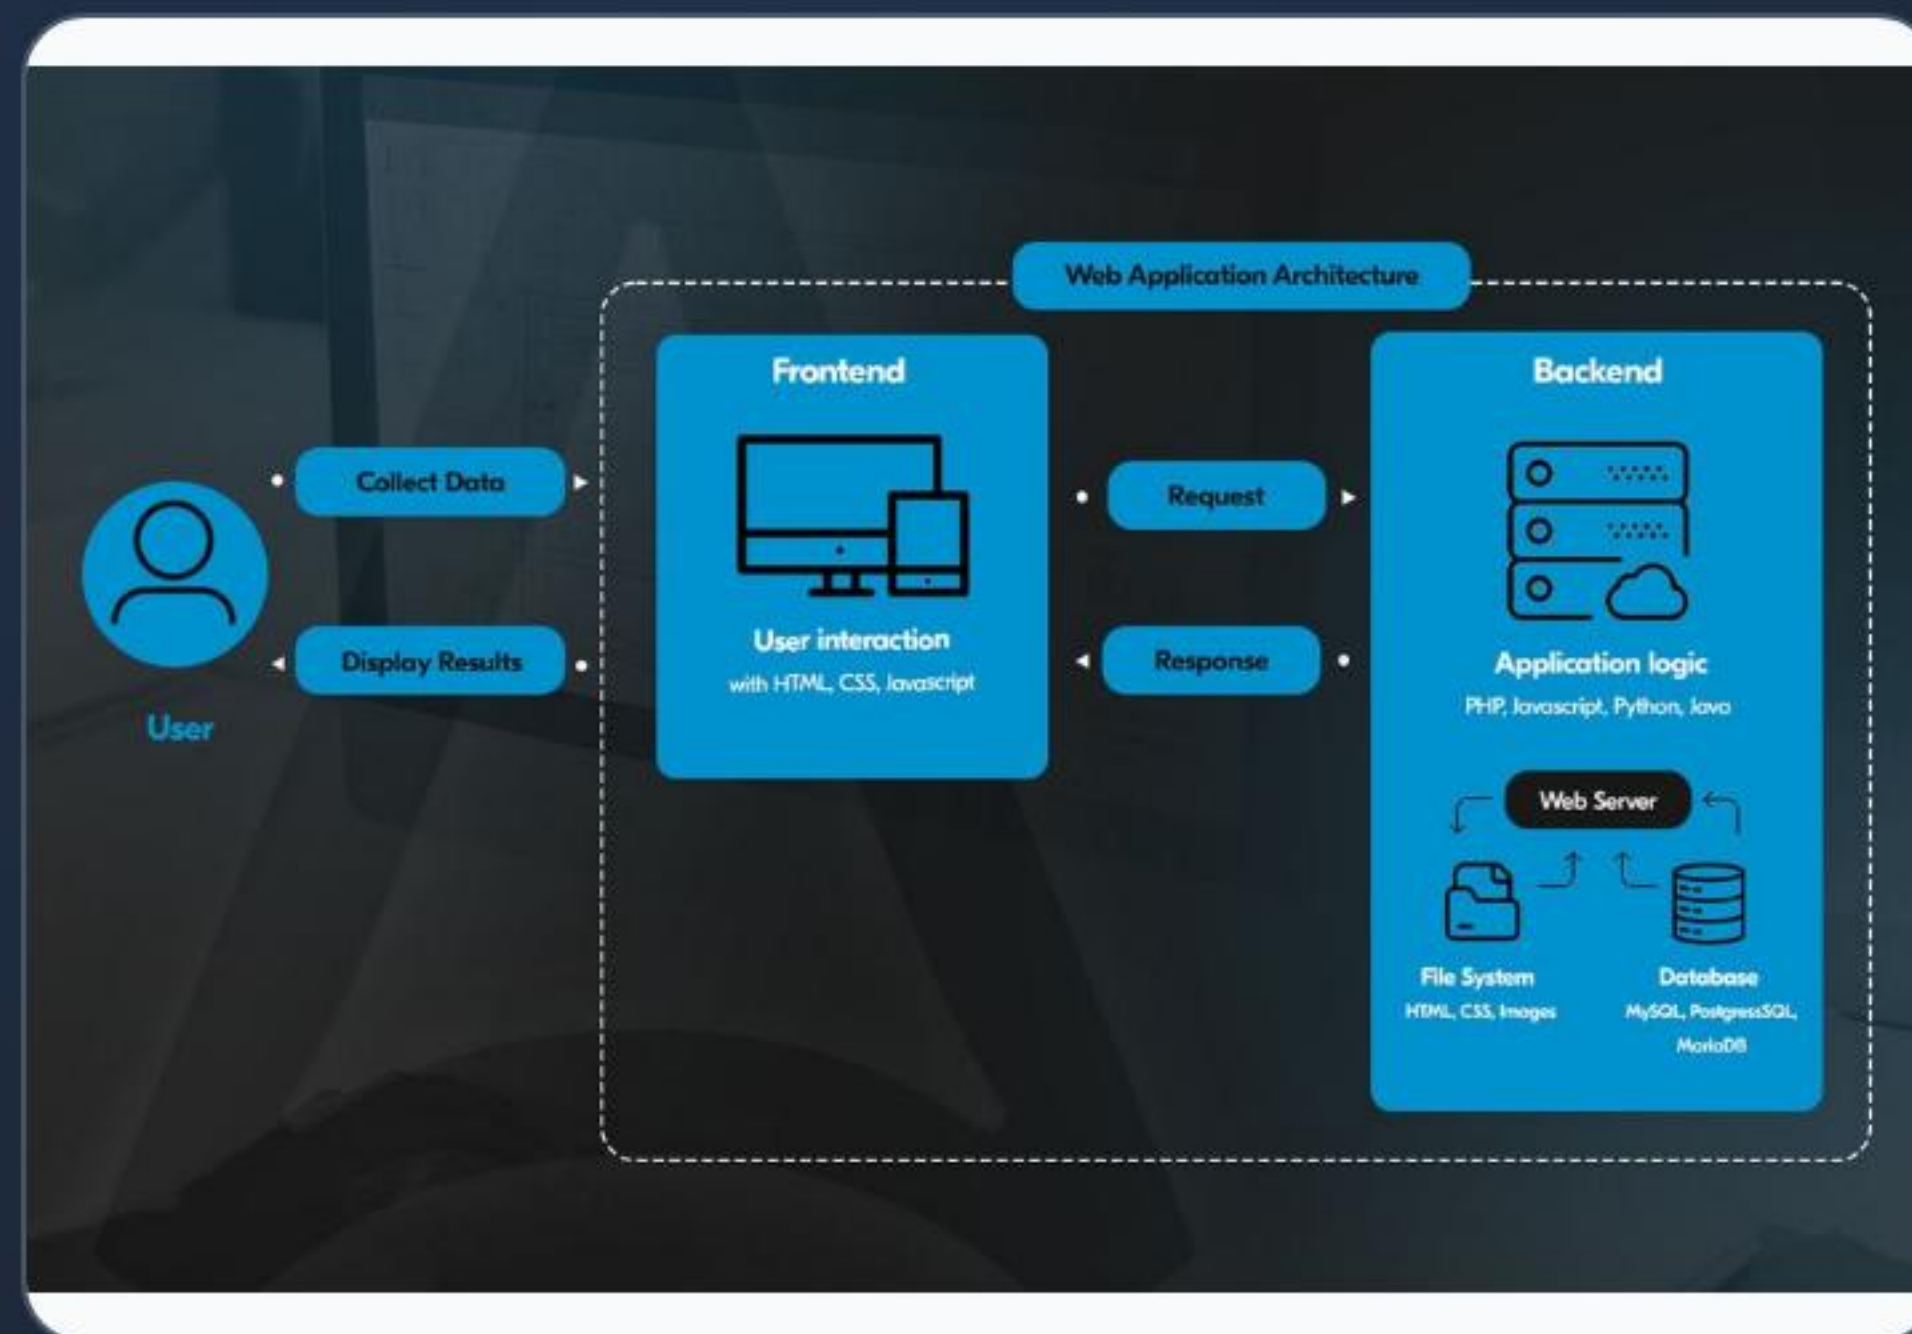 Web Application Architecture
Frontend
Backend
Collect Data
Request
User interaction
with HTML, CSS, Javascript
Display Results
Response
Application logic
PHP, Javascript, Python, Java
User
Web Server
File System
Database
HTML, CSS, Images
MySQL, PostgressSQL,
MariaDB